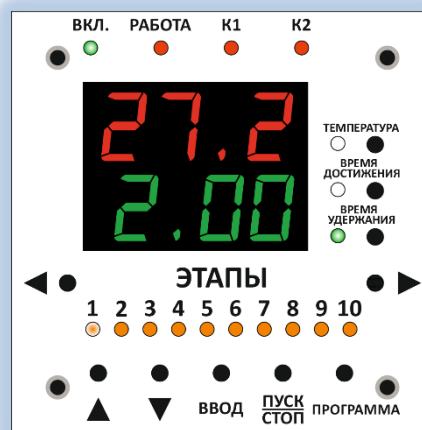 ВКЛ. РАБОТА К1 К2
27.2
2.00
ТЕМПЕРАТУРА
ВРЕМЯ
ДОСТИЖЕНИЯ
ВРЕМЯ
УДЕРЖАНИЯ
ЭТАПЫ
1 2 3 4 5 6 7 8 9 10
ВВОД ПУСК
СТОП ПРОГРАММА